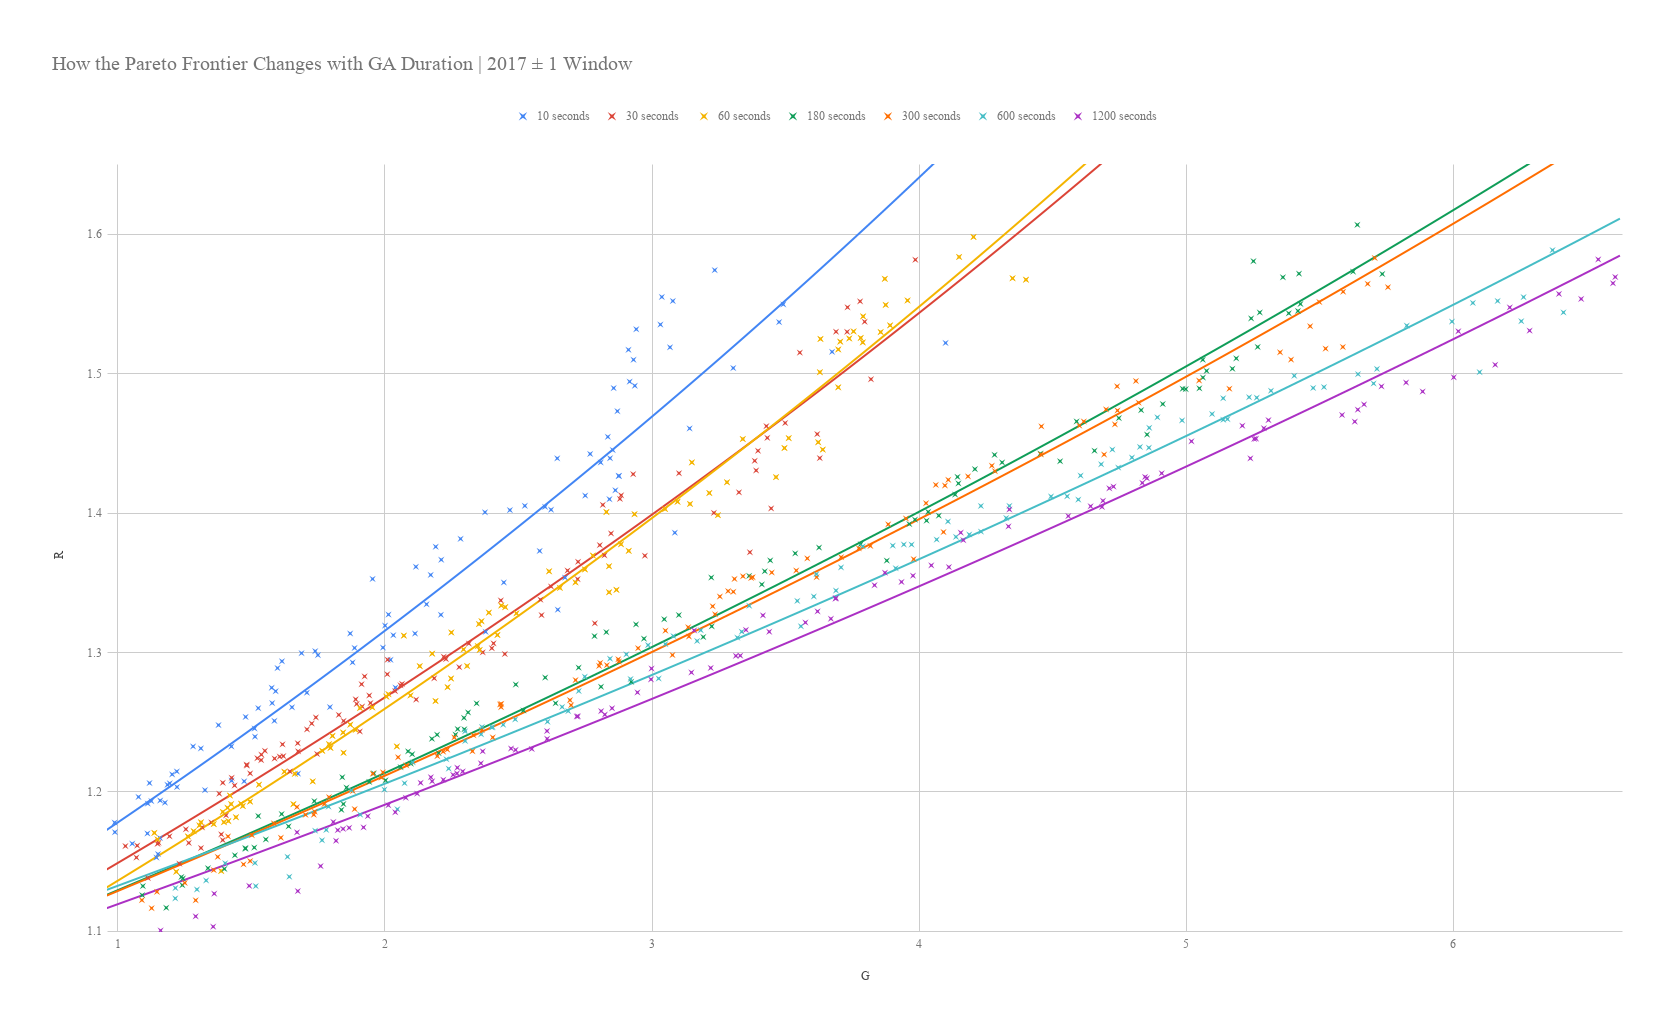 How the Pareto Frontier Changes with GA Duration | 2017 ± 1 Window
10 seconds 30 seconds 60 seconds 180 seconds 300 seconds 600 seconds 1200 seconds
1.6
1.5
1.4
R
1.3
1.2
1.1
1 2 3 4 5 6
G